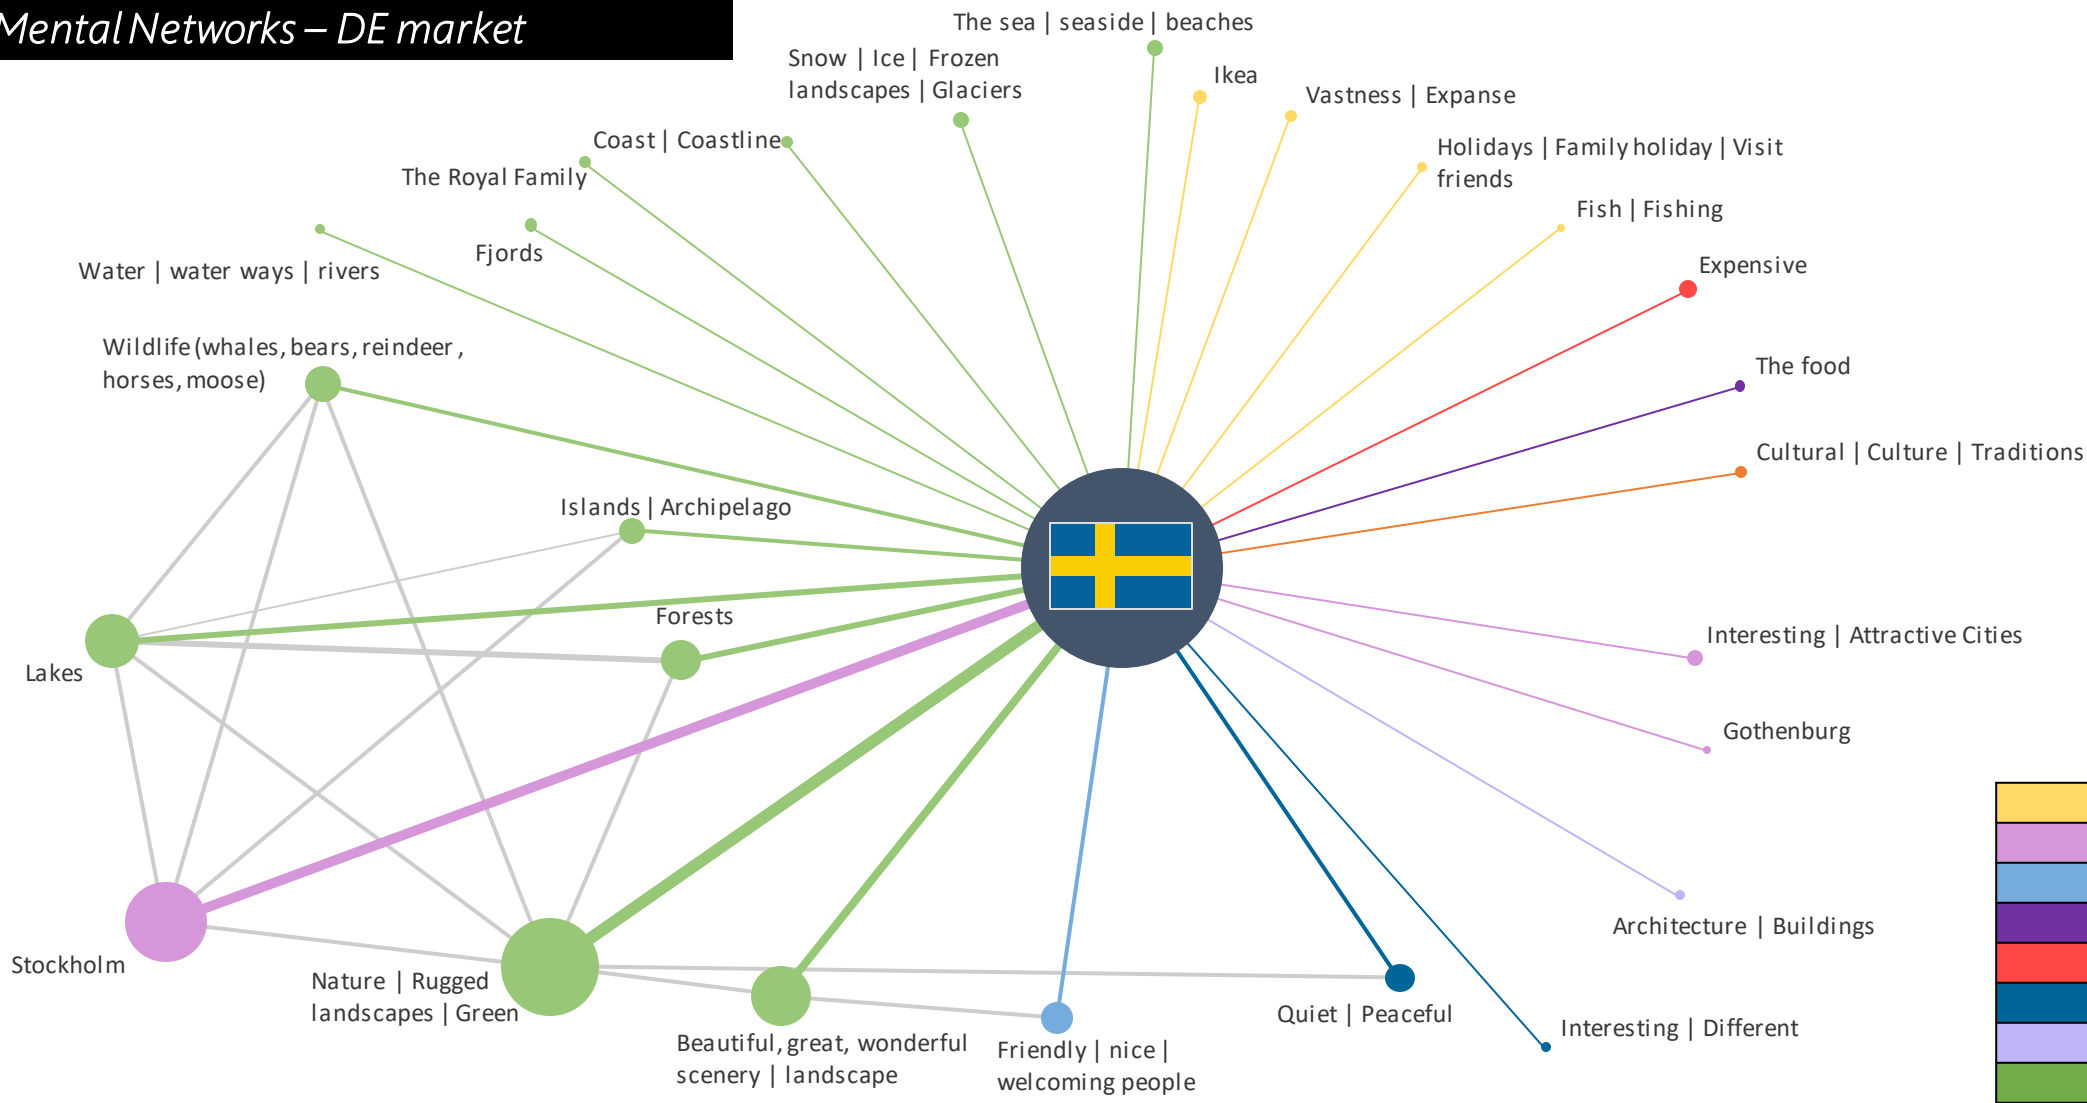 Mental Networks – DE market
The sea | seaside | beaches
Snow | Ice | Frozen
landscapes | Glaciers
Ikea
Vastness | Expanse
Coast | Coastline
Holidays | Family holiday | Visit
friends
The Royal Family
Fish | Fishing
Fjords
Water | water ways | rivers
Expensive
Wildlife (whales, bears, reindeer,
horses, moose)
The food
Cultural | Culture | Traditions
Islands | Archipelago
Forests
Interesting | Attractive Cities
Lakes
Gothenburg
Architecture | Buildings
Stockholm
Nature | Rugged
landscapes | Green
Quiet | Peaceful
Interesting | Different
Beautiful, great, wonderful
scenery | landscape
Friendly | nice |
welcoming people